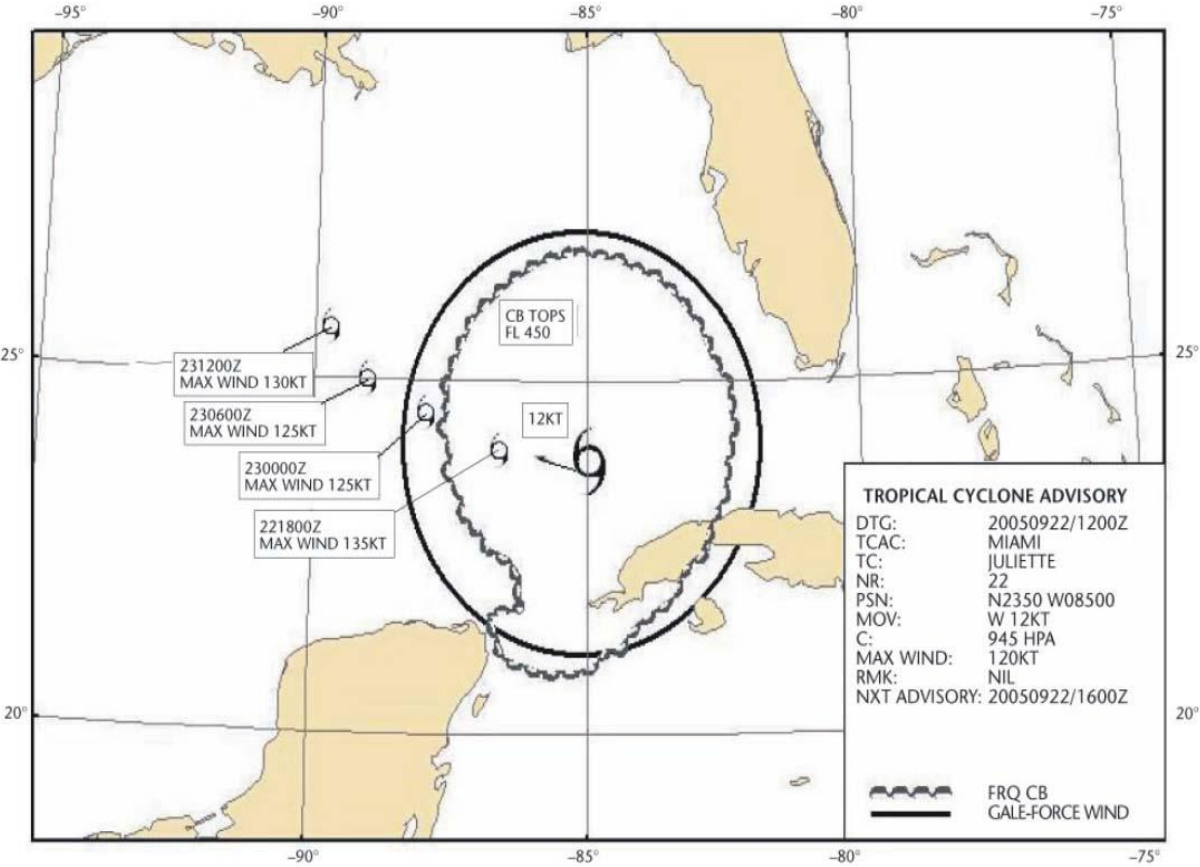 −95° −90° −85° −80° −75°
CB TOPS
FL 450
25° 25°
231200Z
MAX WIND 130KT
230600Z
MAX WIND 125KT
12KT
230000Z
MAX WIND 125KT
221800Z
MAX WIND 135KT
TROPICAL CYCLONE ADVISORY
DTG: 20050922/1200Z
TCAC: MIAMI
TC: JULIETTE
NR: 22
PSN: N2350 W08500
MOV: W 12KT
C: 945 HPA
MAX WIND: 120KT
RMK: NIL
NXT ADVISORY: 20050922/1600Z
20° 20°
FRQ CB
GALE-FORCE WIND
−90° −85° −80° −75°